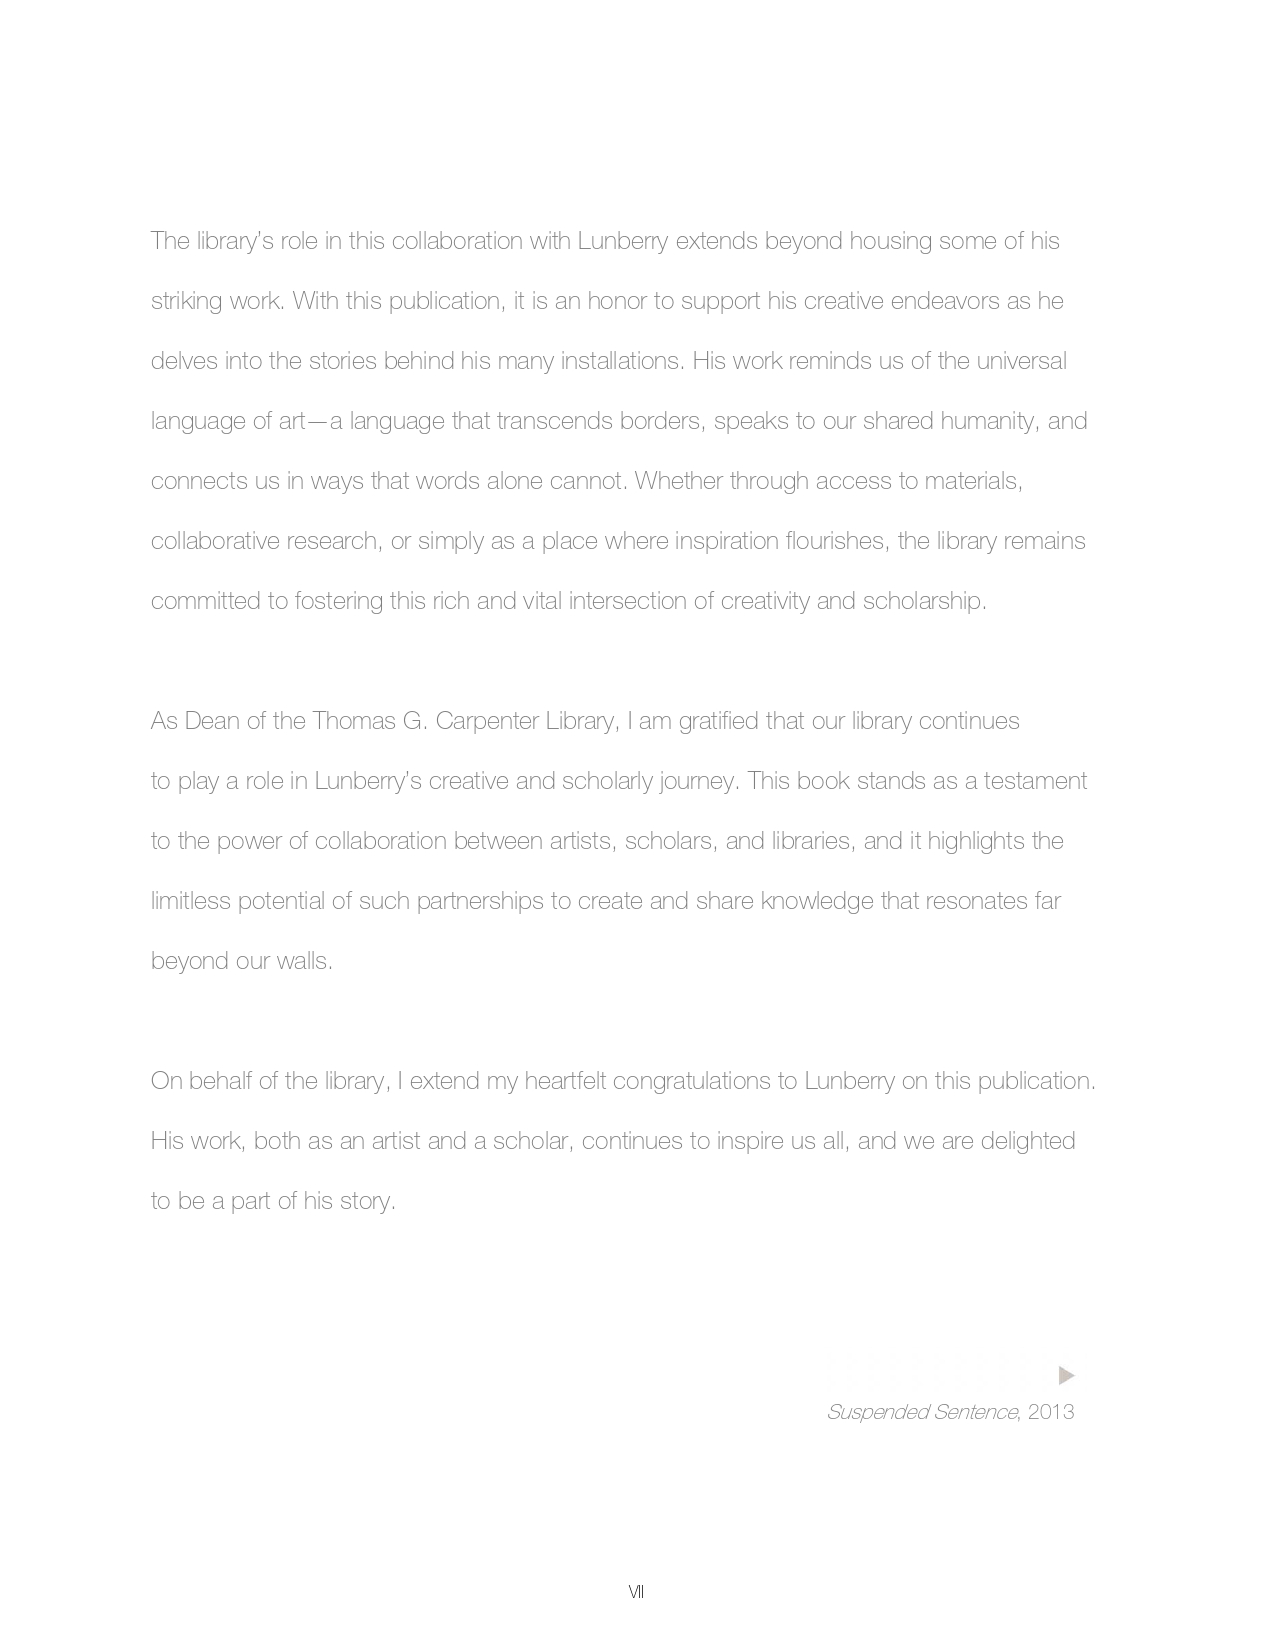 The library’s role in this collaboration with Lunberry extends beyond housing some of his
striking work. With this publication, it is an honor to support his creative endeavors as he
delves into the stories behind his many installations. His work reminds us of the universal
language of art—a language that transcends borders, speaks to our shared humanity, and
connects us in ways that words alone cannot. Whether through access to materials,
collaborative research, or simply as a place where inspiration flourishes, the library remains
committed to fostering this rich and vital intersection of creativity and scholarship.
As Dean of the Thomas G. Carpenter Library, I am gratified that our library continues
to play a role in Lunberry’s creative and scholarly journey. This book stands as a testament
to the power of collaboration between artists, scholars, and libraries, and it highlights the
limitless potential of such partnerships to create and share knowledge that resonates far
beyond our walls.
On behalf of the library, I extend my heartfelt congratulations to Lunberry on this publication.
His work, both as an artist and a scholar, continues to inspire us all, and we are delighted
to be a part of his story.
Suspended Sentence, 2013
VII